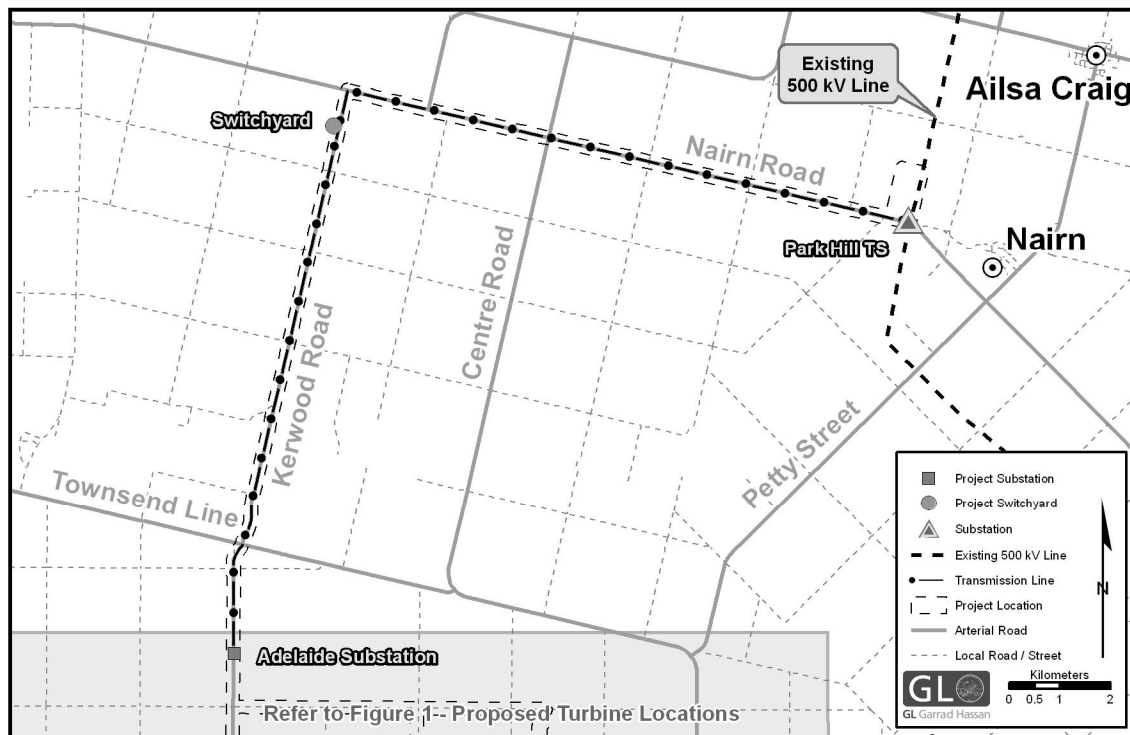 Existing
500 kV Line
Ailsa Craig
Switchyard
Nairn Road
Nairn
Park Hill TS
Centre Road
Kerwood Road
Petty Street
Townsend Line
Adelaide Substation
Refer to Figure 1-- Proposed Turbine Locations
Project Substation
Project Switchyard
Substation
Existing 500 kV Line
Transmission Line
Project Location
Arterial Road
Local Road / Street
N
GL
GL Garrad Hassan
Kilometers
0 0.5 1 2